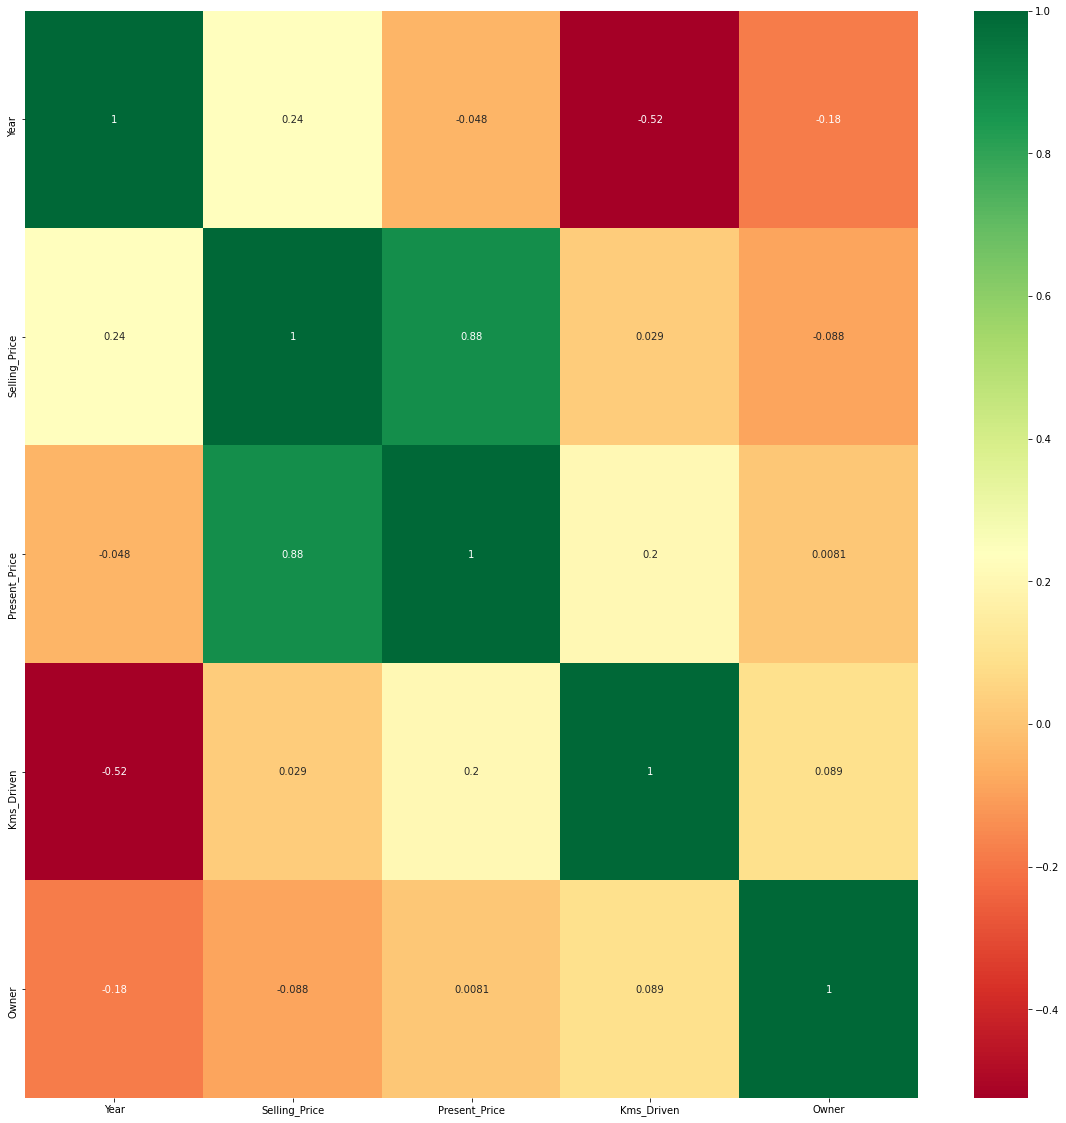 Year 1 0.24 -0.048 -0.52 -0.18
Selling_Price 0.24 1 0.88 0.029 -0.088
Present_Price -0.048 0.88 1 0.2 0.0081
Kms_Driven -0.52 0.029 0.2 1 0.089
Owner -0.18 -0.088 0.0081 0.089 1
Year Selling_Price Present_Price Kms_Driven Owner
1.0
0.8
0.6
0.4
0.2
0.0
−0.2
−0.4